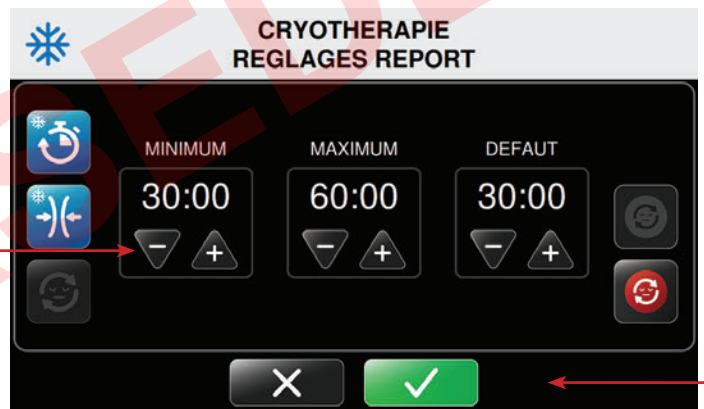 CRYOTHERAPIE
REGLAGES REPORT
MINIMUM MAXIMUM DEFAUT
30:00 60:00 30:00